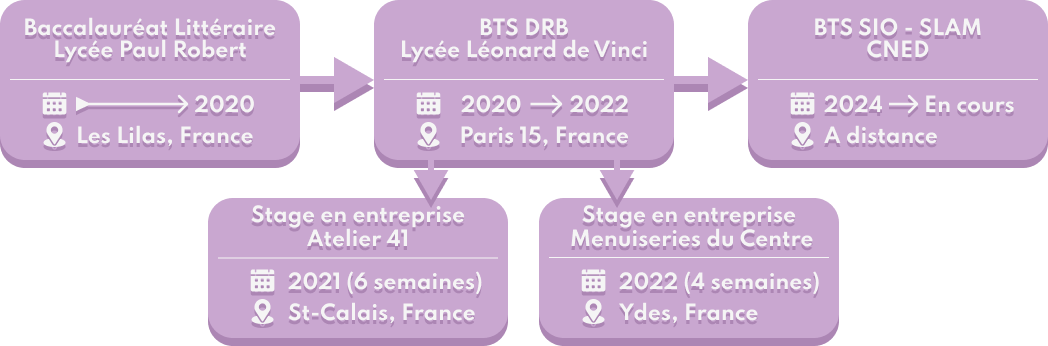 Baccalauréat Littéraire
Lycée Paul Robert
2020
Les Lilas, France
BTS DRB
Lycée Léonard de Vinci
2020 → 2022
Paris 15, France
BTS SIO - SLAM
CNED
2024 → En cours
A distance
Stage en entreprise
Atelier 41
2021 (6 semaines)
St-Calais, France
Stage en entreprise
Menuiseries du Centre
2022 (4 semaines)
Ydes, France